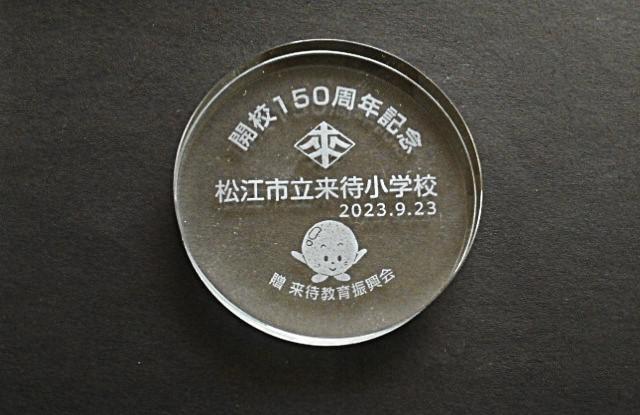 開校150周年記念
来
松江市立来待小学校
2023.9.23
贈 来待教育振興会